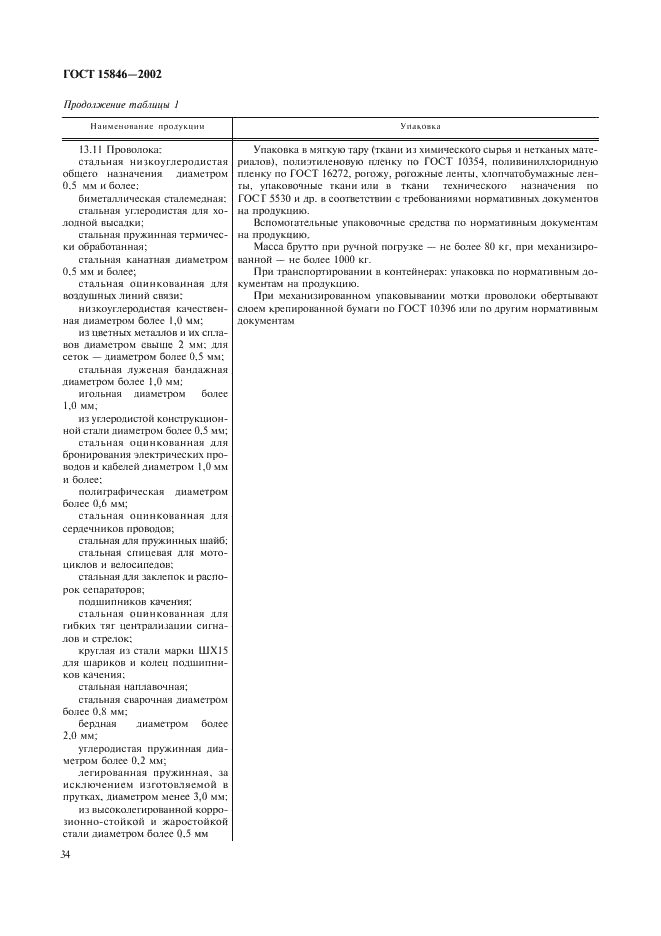 ГОСТ 15846—2002
Продолжение таблицы 1
Наименование продукции
Упаковка
13.11 Проволока:
стальная низкоуглеродистая
общего назначения диаметром
0,5 мм и более;
биметаллическая сталемедная;
стальная углеродистая для хо-
лодной высадки;
стальная пружинная термичес-
ки обработанная;
стальная канатная диаметром
0,5 мм и более;
стальная оцинкованная для
воздушных линий связи;
низкоуглеродистая качествен-
ная диаметром более 1,0 мм;
из цветных металлов и их спла-
вов диаметром свыше 2 мм; для
сеток — диаметром более 0,5 мм;
стальная луженая бандажная
диаметром более 1,0 мм;
игольная диаметром более
1,0 мм;
из углеродистой конструкцион-
ной стали диаметром более 0,5 мм;
стальная оцинкованная для
бронирования электрических про-
водов и кабелей диаметром 1,0 мм
и более;
полиграфическая диаметром
более 0,6 мм;
стальная оцинкованная для
сердечников проводов;
стальная для пружинных шайб;
стальная спицевая для мото-
циклов и велосипедов;
стальная для заклепок и распо-
рок сепараторов;
подшипников качения;
стальная оцинкованная для
гибких тяг централизации сигна-
лов и стрелок;
круглая из стали марки ШХ15
для шариков и колец подшипни-
ков качения;
стальная наплавочная;
стальная сварочная диаметром
более 0,8 мм;
бердная диаметром более
2,0 мм;
углеродистая пружинная диа-
метром более 0,2 мм;
легированная пружинная, за
исключением изготовляемой в
прутках, диаметром менее 3,0 мм;
из высоколегированной корро-
зионно-стойкой и жаростойкой
стали диаметром более 0,5 мм
Упаковка в мягкую тару (ткани из химического сырья и нетканых мате-
риалов), полиэтиленовую пленку по ГОСТ 10354, поливинилхлоридную
пленку по ГОСТ 16272, рогожу, рогожные ленты, хлопчатобумажные лен-
ты, упаковочные ткани или в ткани технического назначения по
ГОСТ 5530 и др. в соответствии с требованиями нормативных документов
на продукцию.
Вспомогательные упаковочные средства по нормативным документам
на продукцию.
Масса брутто при ручной погрузке — не более 80 кг, при механизиро-
ванной — не более 1000 кг.
При транспортировании в контейнерах: упаковка по нормативным до-
кументам на продукцию.
При механизированном упаковывании мотки проволоки обертывают
слоем крепированной бумаги по ГОСТ 10396 или по другим нормативным
документам
34